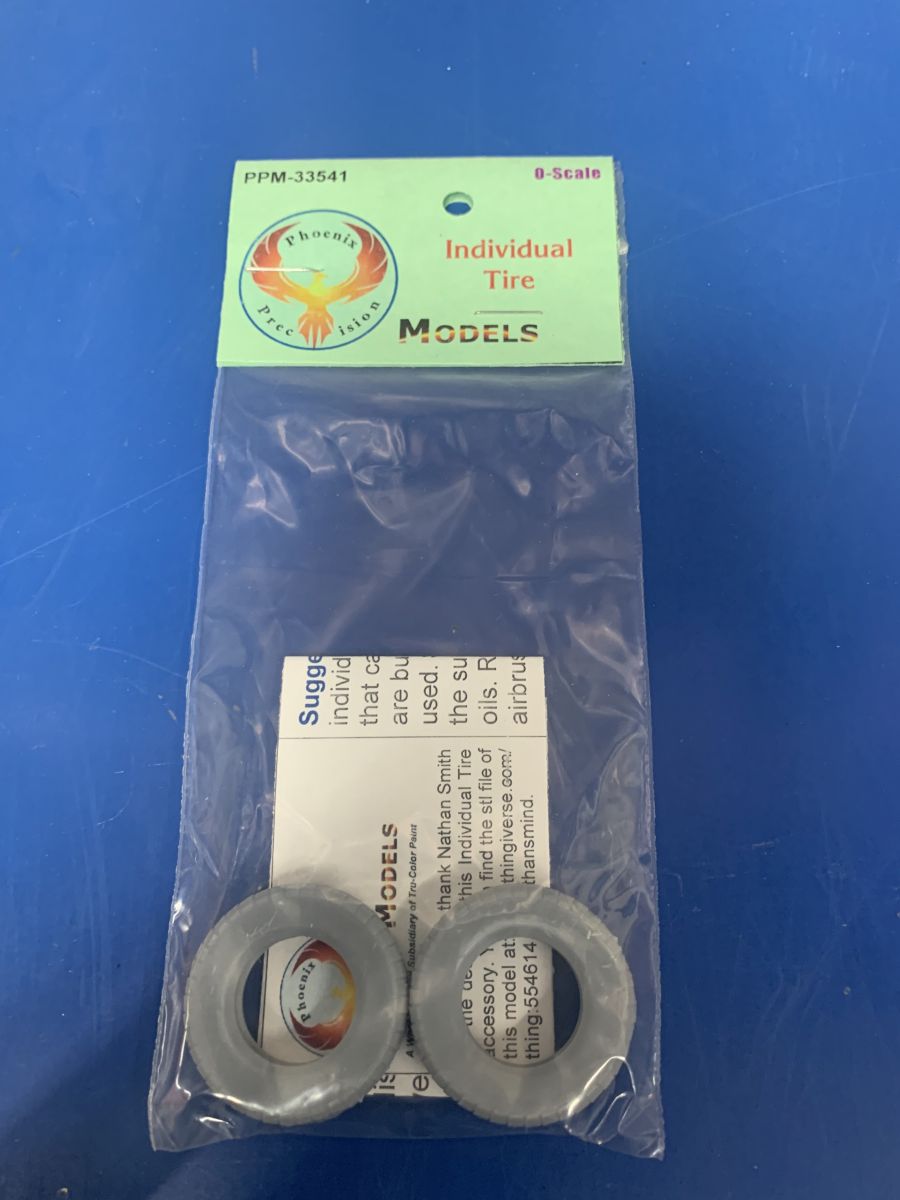 PPM-33541
O-Scale
Phoenix
Precision
Individual
Tire
MODELS
Sugge
individ
that ca
are bu
used.
the su
oils. R
airbrus
MODELS
Subsidiary of Tru-Color Paint
thank Nathan Smith
this Individual Tire
find the stl file of
accessory.
thingiverse.com/
this model at:
thansmind.
thing:554614
Phoenix